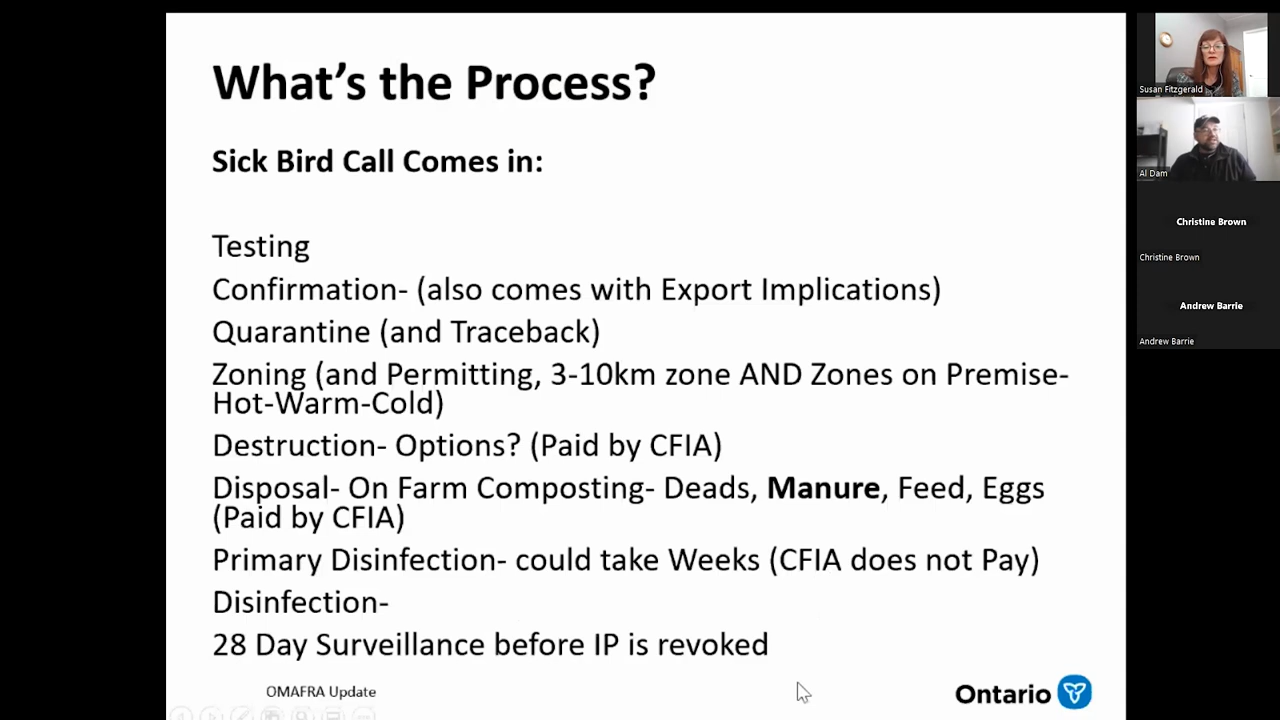 What's the Process?
Sick Bird Call Comes in:
Testing
Confirmation- (also comes with Export Implications)
Quarantine (and Traceback)
Zoning (and Permitting, 3-10km zone AND Zones on Premise-
Hot-Warm-Cold)
Destruction- Options? (Paid by CFIA)
Disposal- On Farm Composting- Deads, Manure, Feed, Eggs
(Paid by CFIA)
Primary Disinfection- could take Weeks (CFIA does not Pay)
Disinfection-
28 Day Surveillance before IP is revoked
OMAFRA Update
Ontario
Susan Fitzgerald
Al Dam
Christine Brown
Christine Brown
Andrew Barrie
Andrew Barrie